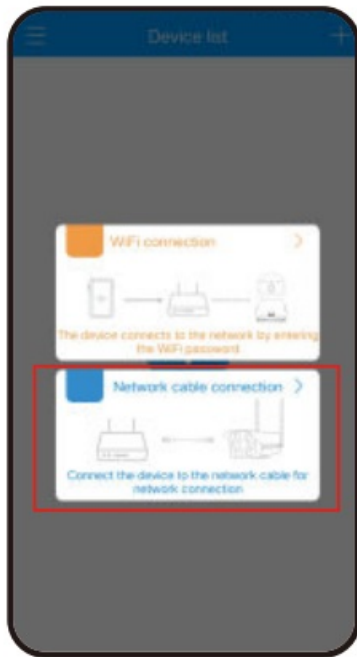 Device list
WiFi connection
The device connects to the network by entering
the WiFi password
Network cable connection
Connect the device to the network cable for
network connection